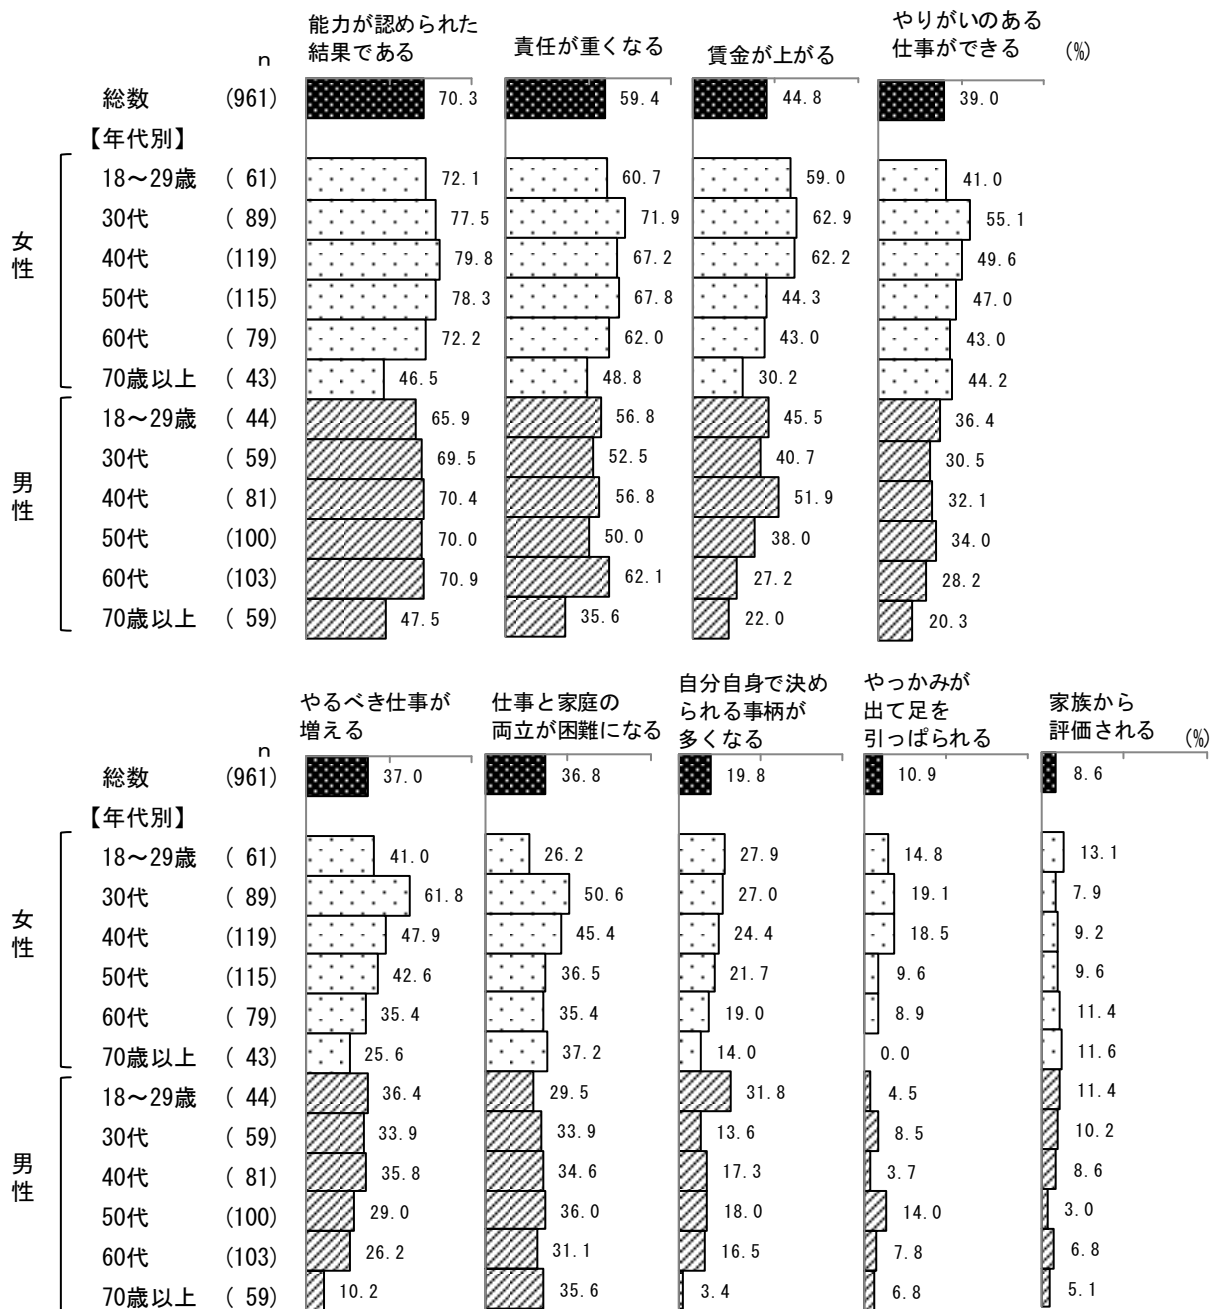 能力が認められた
結果である
責任が重くなる
賃金が上がる
やりがいのある
仕事ができる
(%)
n
総数 (961) 70.3 59.4 44.8 39.0
【年代別】
女性
18～29歳 ( 61) 72.1 60.7 59.0 41.0
30代 ( 89) 77.5 71.9 62.9 55.1
40代 (119) 79.8 67.2 62.2 49.6
50代 (115) 78.3 67.8 44.3 47.0
60代 ( 79) 72.2 62.0 43.0 43.0
70歳以上 ( 43) 46.5 48.8 30.2 44.2
男性
18～29歳 ( 44) 65.9 56.8 45.5 36.4
30代 ( 59) 69.5 52.5 40.7 30.5
40代 ( 81) 70.4 56.8 51.9 32.1
50代 (100) 70.0 50.0 38.0 34.0
60代 (103) 70.9 62.1 27.2 28.2
70歳以上 ( 59) 47.5 35.6 22.0 20.3
やるべき仕事が
増える
仕事と家庭の
両立が困難になる
自分自身で決め
られる事柄が
多くなる
やっかみが
出て足を
引っぱられる
家族から
評価される
(%)
n
総数 (961) 37.0 36.8 19.8 10.9 8.6
【年代別】
女性
18～29歳 ( 61) 41.0 26.2 27.9 14.8 13.1
30代 ( 89) 61.8 50.6 27.0 19.1 7.9
40代 (119) 47.9 45.4 24.4 18.5 9.2
50代 (115) 42.6 36.5 21.7 9.6 9.6
60代 ( 79) 35.4 35.4 19.0 8.9 11.4
70歳以上 ( 43) 25.6 37.2 14.0 0.0 11.6
男性
18～29歳 ( 44) 36.4 29.5 31.8 4.5 11.4
30代 ( 59) 33.9 33.9 13.6 8.5 10.2
40代 ( 81) 35.8 34.6 17.3 3.7 8.6
50代 (100) 29.0 36.0 18.0 14.0 3.0
60代 (103) 26.2 31.1 16.5 7.8 6.8
70歳以上 ( 59) 10.2 35.6 3.4 6.8 5.1